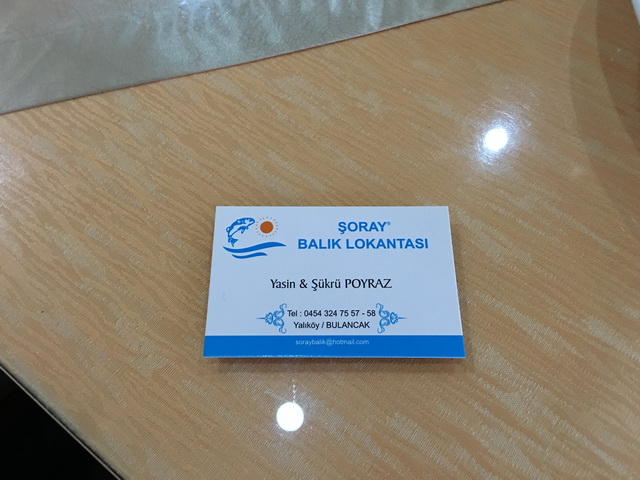 ŞORAY®
BALIK LOKANTASI
Yasin & Şükrü POYRAZ
Tel : 0454 324 75 57 - 58
Yalıköy / BULANCAK
soraybalik@hotmail.com